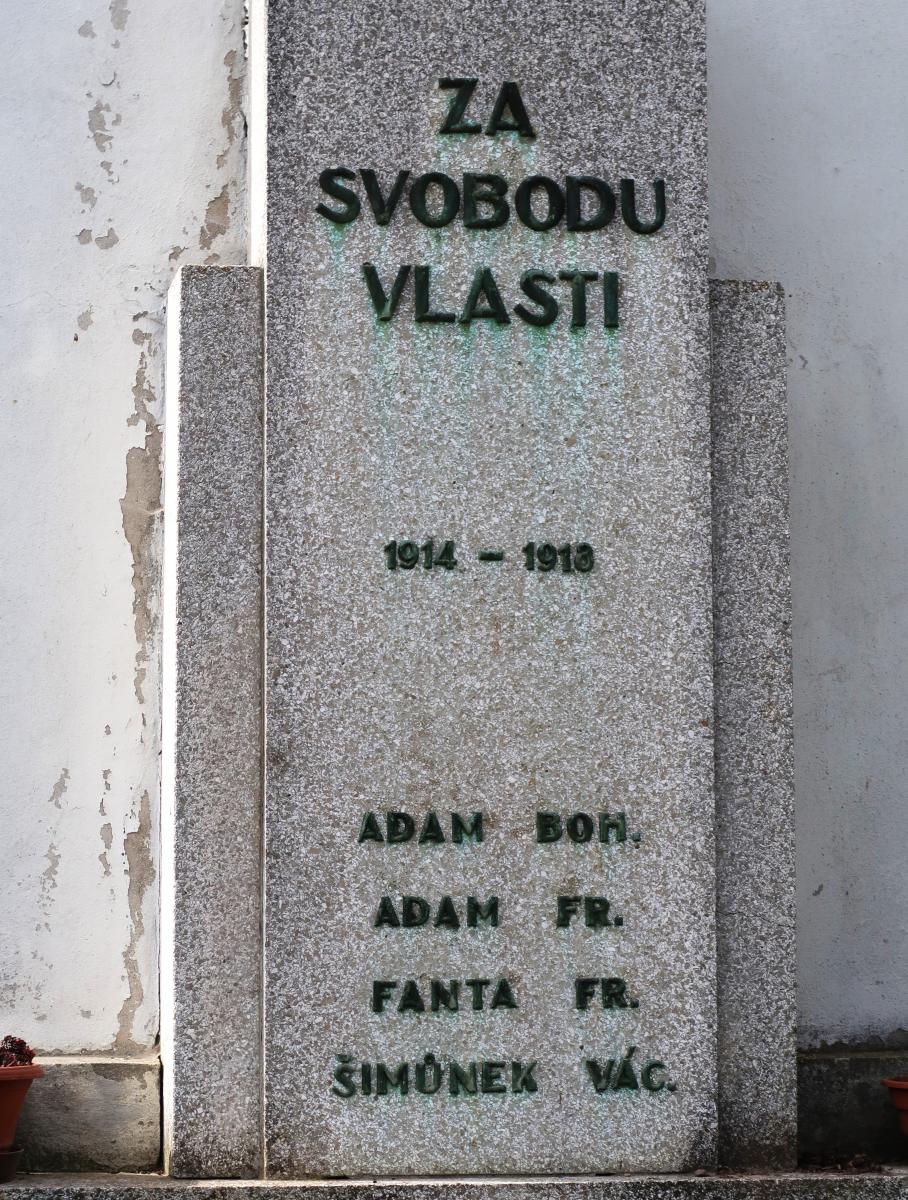 ZA
SVOBODU
VLASTI
1914 - 1918
ADAM BOH.
ADAM FR.
FANTA FR.
ŠIMŮNEK VÁC.